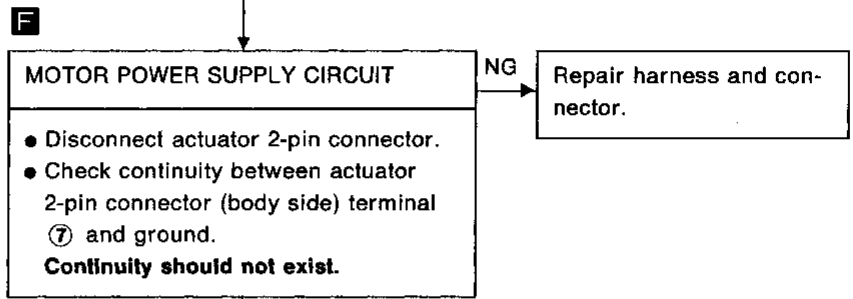 F
MOTOR POWER SUPPLY CIRCUIT
NG
Repair harness and con-
nector.
● Disconnect actuator 2-pin connector.
● Check continuity between actuator
2-pin connector (body side) terminal
⑦ and ground.
Continuity should not exist.